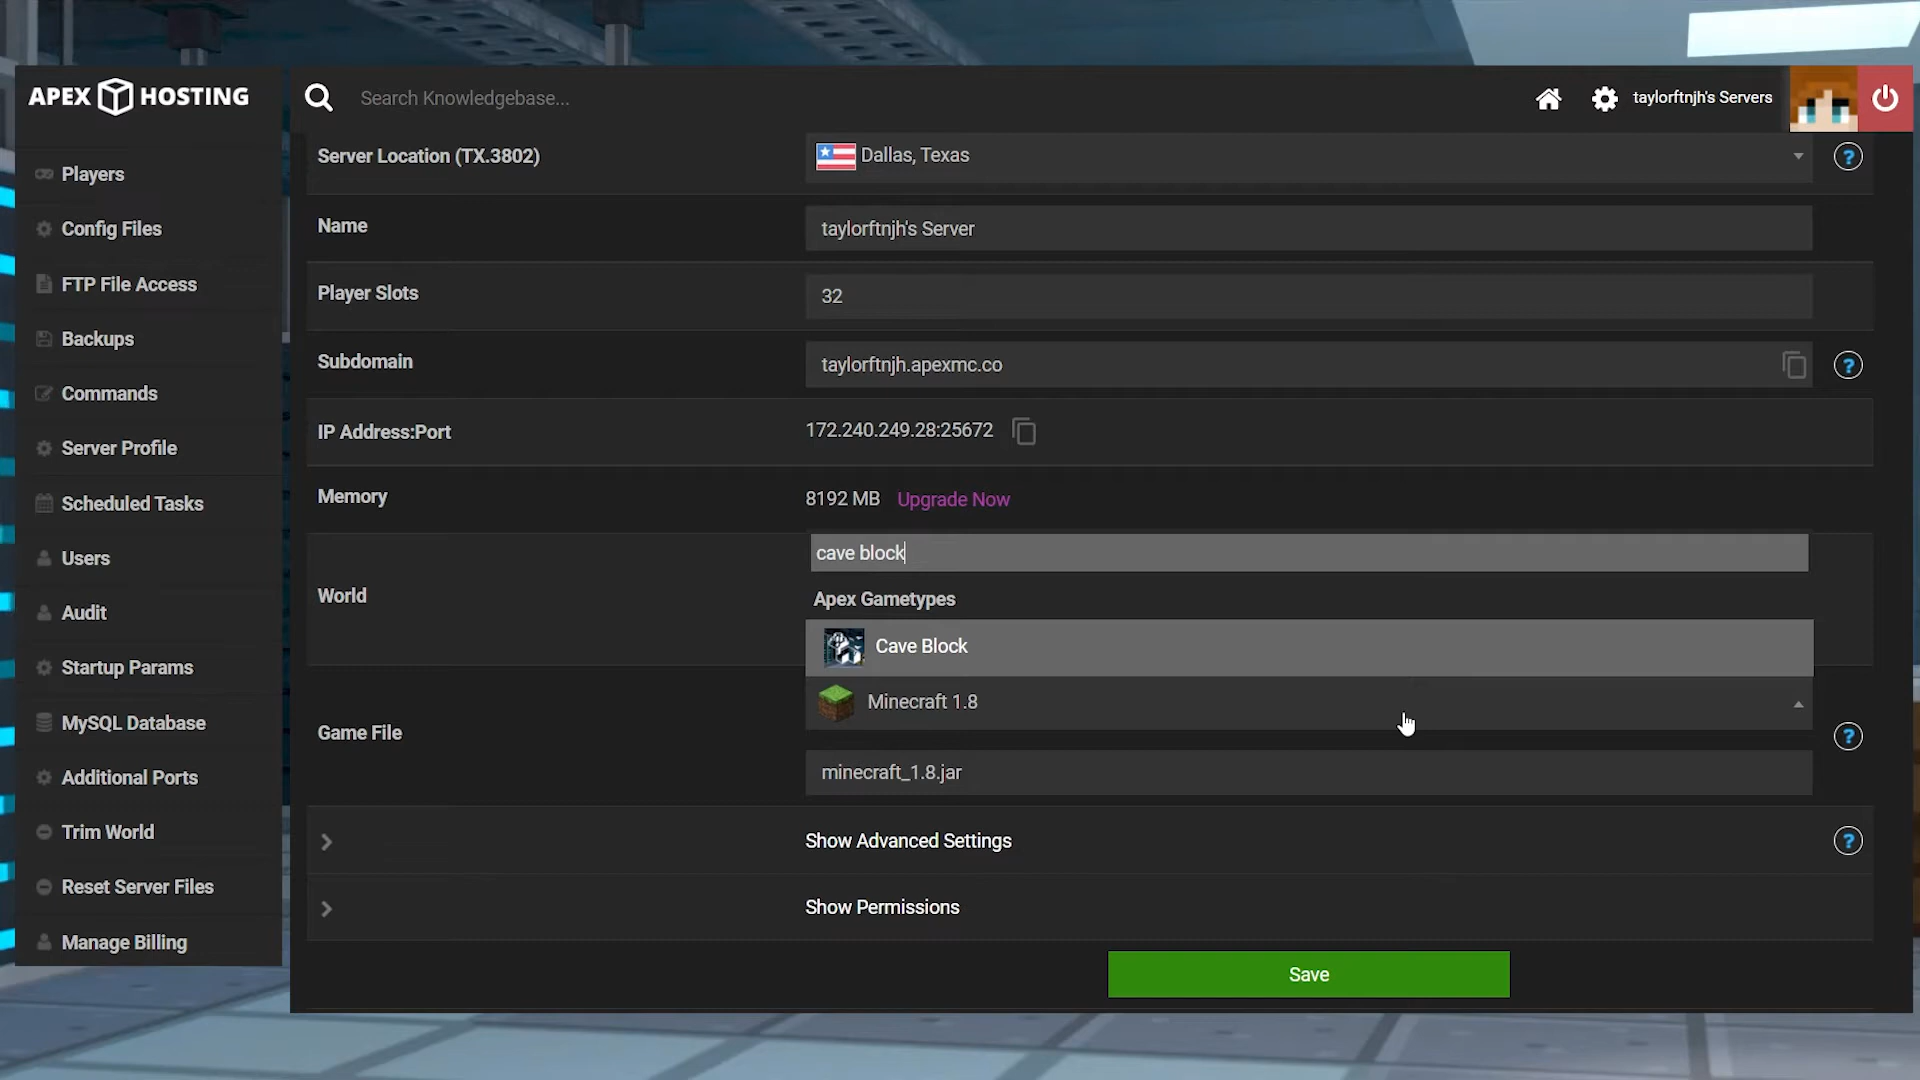 APEX HOSTING
Search Knowledgebase...
taylorftnjh's Servers
Players
Config Files
FTP File Access
Backups
Commands
Server Profile
Scheduled Tasks
Users
Audit
Startup Params
MySQL Database
Additional Ports
Trim World
Reset Server Files
Manage Billing
Server Location (TX.3802)
Dallas, Texas
?
Name
taylorftnjh's Server
Player Slots
32
Subdomain
taylorftnjh.apexmc.co
?
IP Address:Port
172.240.249.28:25672
Memory
8192 MB Upgrade Now
World
cave block
Apex Gametypes
Cave Block
Game File
Minecraft 1.8
?
minecraft_1.8.jar
Show Advanced Settings
?
Show Permissions
Save